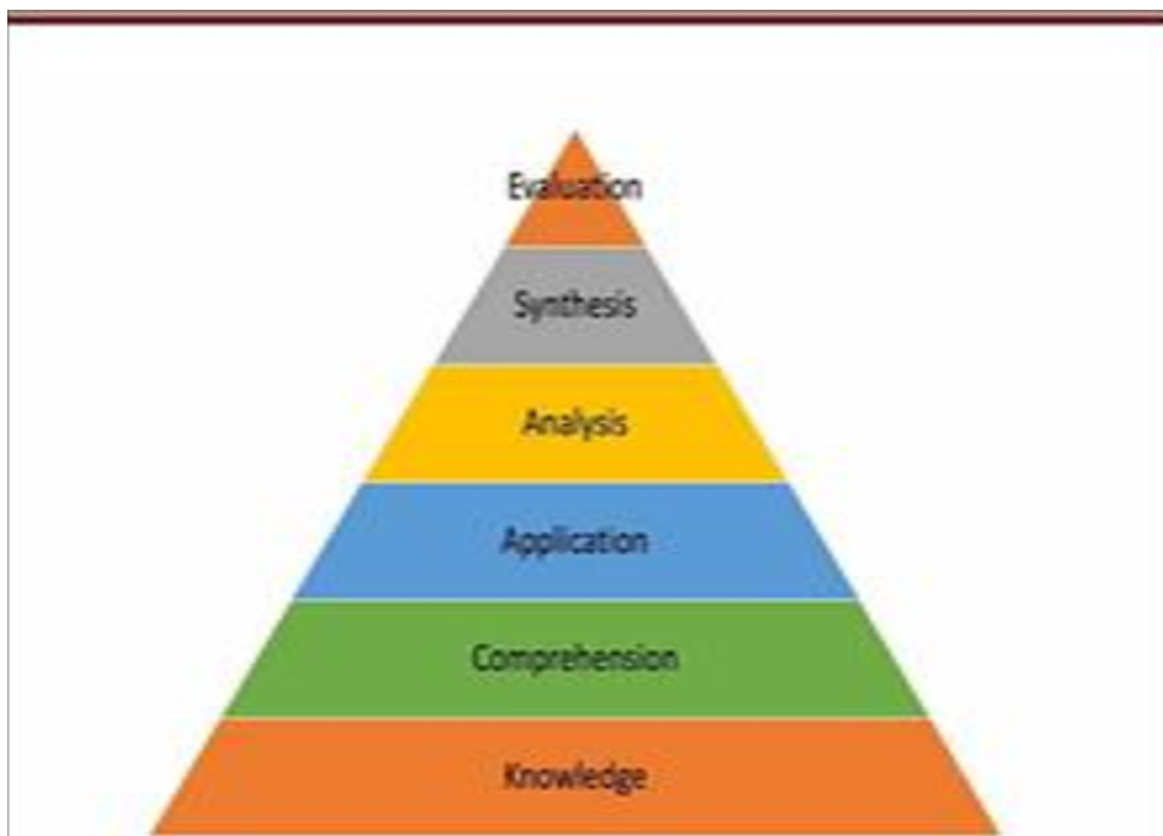 Evaluation
Synthesis
Analysis
Application
Comprehension
Knowledge